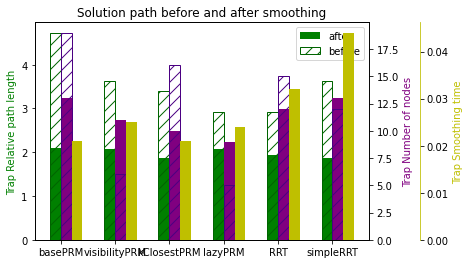 Solution path before and after smoothing
after
before
Trap Relative path length
4
3
2
1
0
17.5
15.0
12.5
10.0
7.5
5.0
2.5
0.0
Trap Number of nodes
0.04
0.03
0.02
0.01
0.00
Trap Smoothing time
basePRM visibilityPRM kClosestPRM lazyPRM RRT simpleRRT